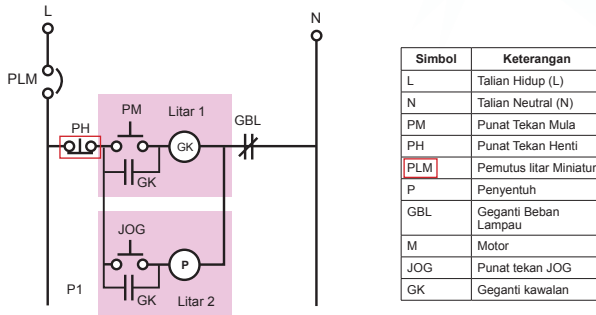 L
N
PLM
PH
PM
Litar 1
GBL
GK
GK
JOG
P
P1
GK
Litar 2
Simbol Keterangan
L Talian Hidup (L)
N Talian Neutral (N)
PM Punat Tekan Mula
PH Punat Tekan Henti
PLM Pemutus litar Miniatur
P Penyentuh
GBL Geganti Beban
Lampau
M Motor
JOG Punat tekan JOG
GK Geganti kawalan